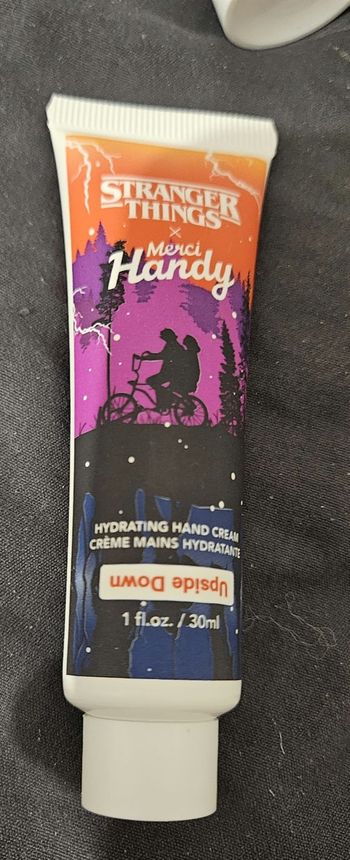 STRANGER
THINGS
×
Merci
Handy
HYDRATING HAND CREAM
CRÈME MAINS HYDRATANTE
Upside Down
1 fl.oz. / 30ml